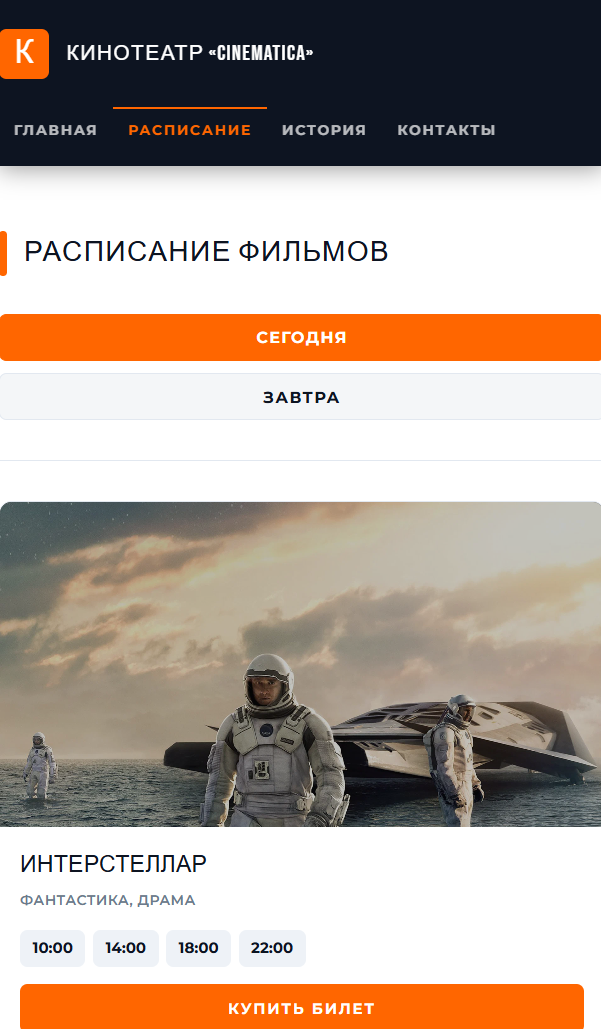 К
КИНОТЕАТР «CINEMATICA»
ГЛАВНАЯ РАСПИСАНИЕ ИСТОРИЯ КОНТАКТЫ
РАСПИСАНИЕ ФИЛЬМОВ
СЕГОДНЯ
ЗАВТРА
ИНТЕРСТЕЛЛАР
ФАНТАСТИКА, ДРАМА
10:00 14:00 18:00 22:00
КУПИТЬ БИЛЕТ